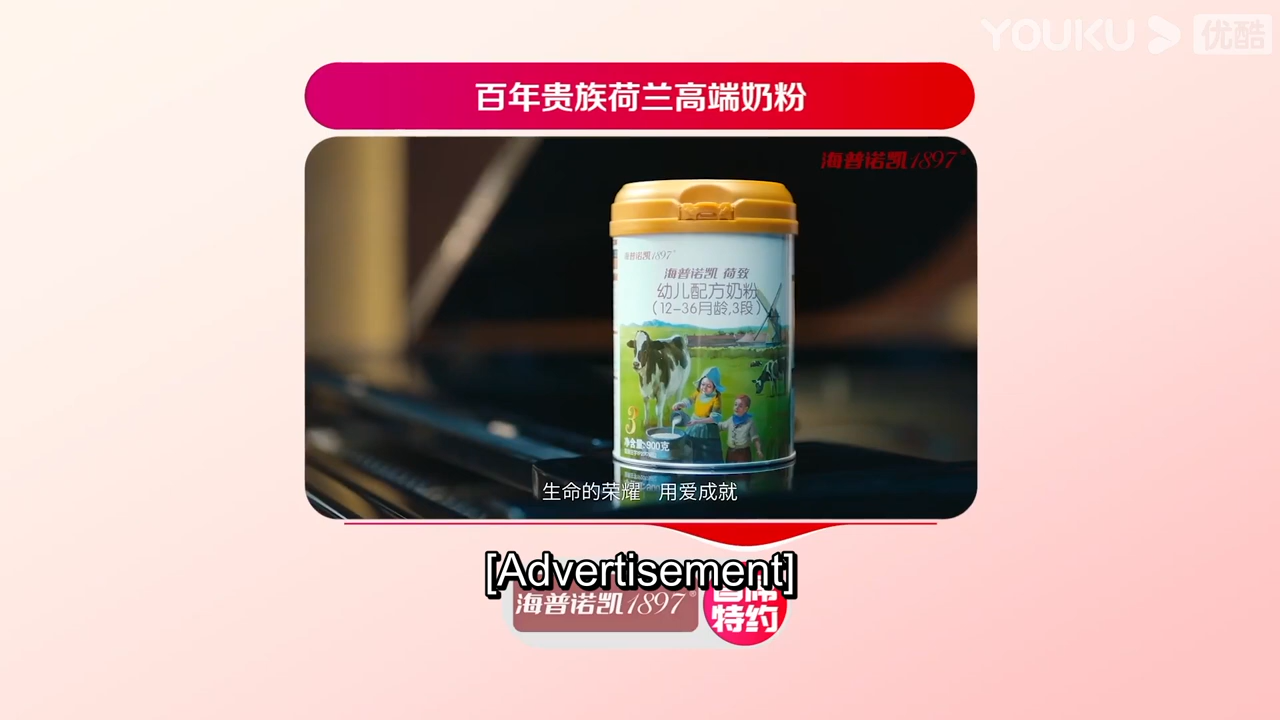 YOUKU 优酷
百年贵族荷兰高端奶粉
海普诺凯1897®
海普诺凯1897
海普诺凯 荷致
幼儿配方奶粉
(12-36月龄,3段)
3
净含量:900克
生命的荣耀 用爱成就
[Advertisement]
海普诺凯1897®
首席
特约